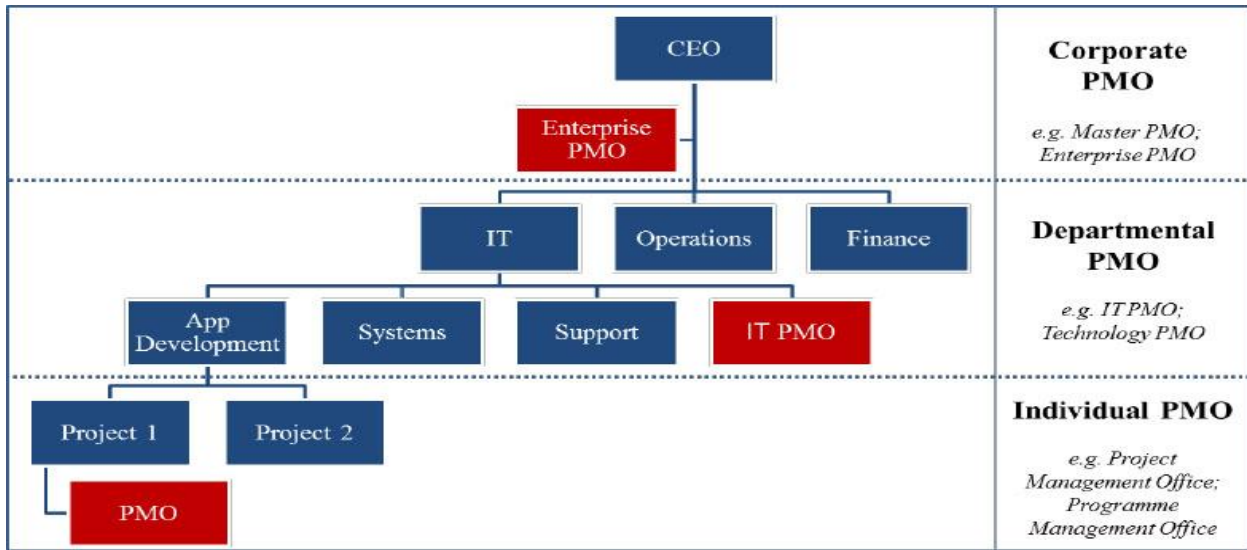 CEO
Corporate
PMO
Enterprise
PMO
e.g. Master PMO;
Enterprise PMO
IT
Operations
Finance
Departmental
PMO
App
Development
Systems
Support
IT PMO
e.g. IT PMO;
Technology PMO
Project 1
Project 2
Individual PMO
e.g. Project
Management Office;
Programme
Management Office
PMO